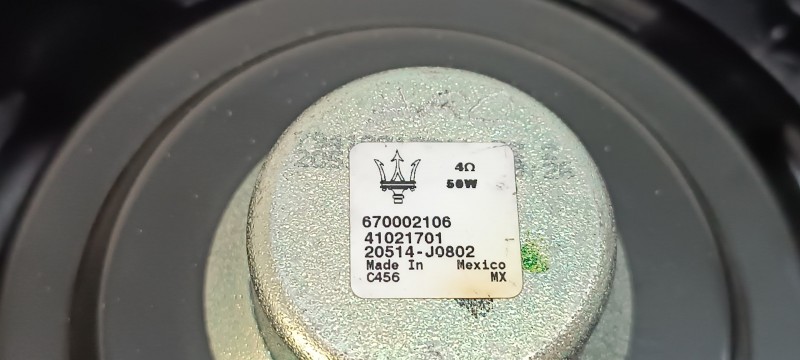 4Ω
50W
670002106
41021701
20514-J0802
Made In Mexico
C456 MX